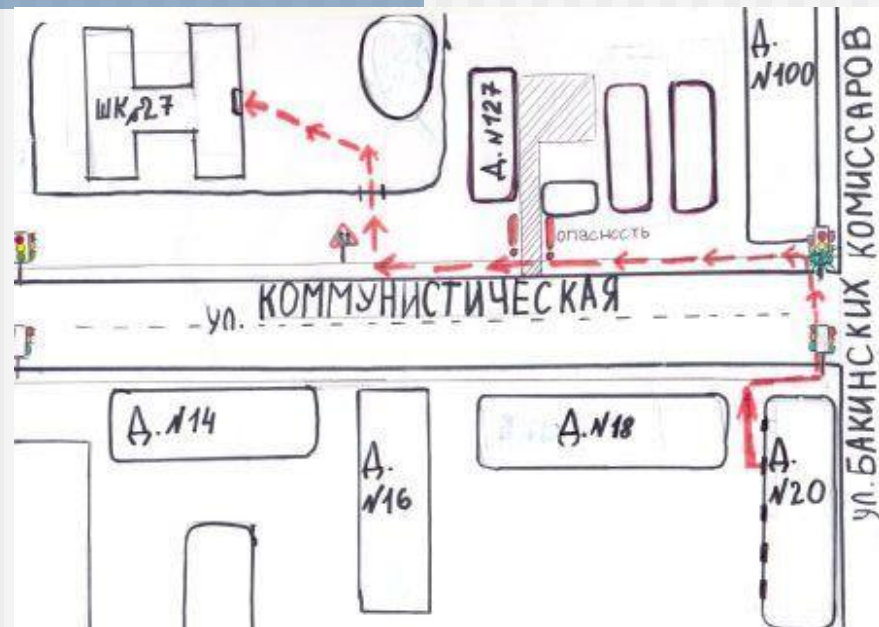 ШК.№27
Д. №127
Д.
№100
ОПАСНОСТЬ
ул. КОММУНИСТИЧЕСКАЯ
ул. БАКИНСКИХ КОМИССАРОВ
Д. №14
Д.
№16
Д. №18
Д.
№20